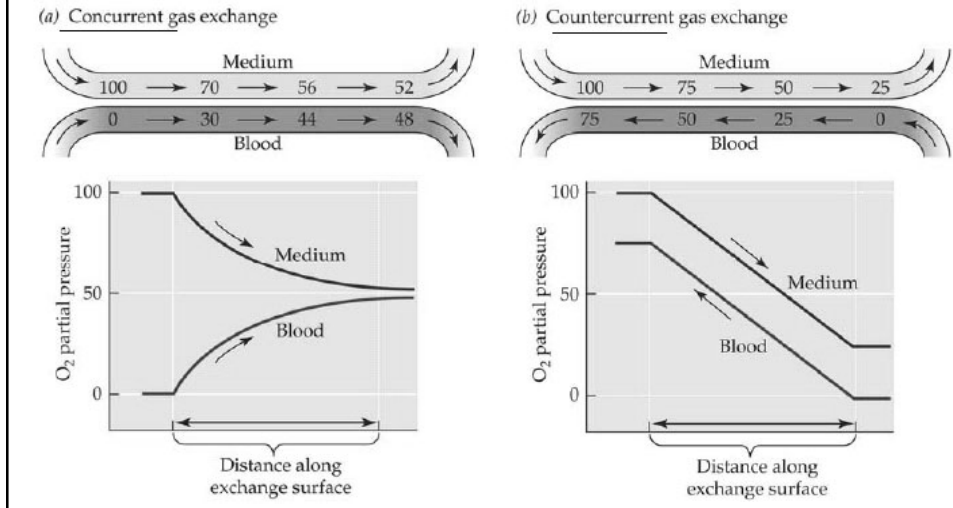 (a) Concurrent gas exchange
Medium
100 70 56 52
0 30 44 48
Blood
O2 partial pressure
100
50
0
Medium
Blood
Distance along
exchange surface
(b) Countercurrent gas exchange
Medium
100 75 50 25
75 50 25 0
Blood
O2 partial pressure
100
50
0
Medium
Blood
Distance along
exchange surface